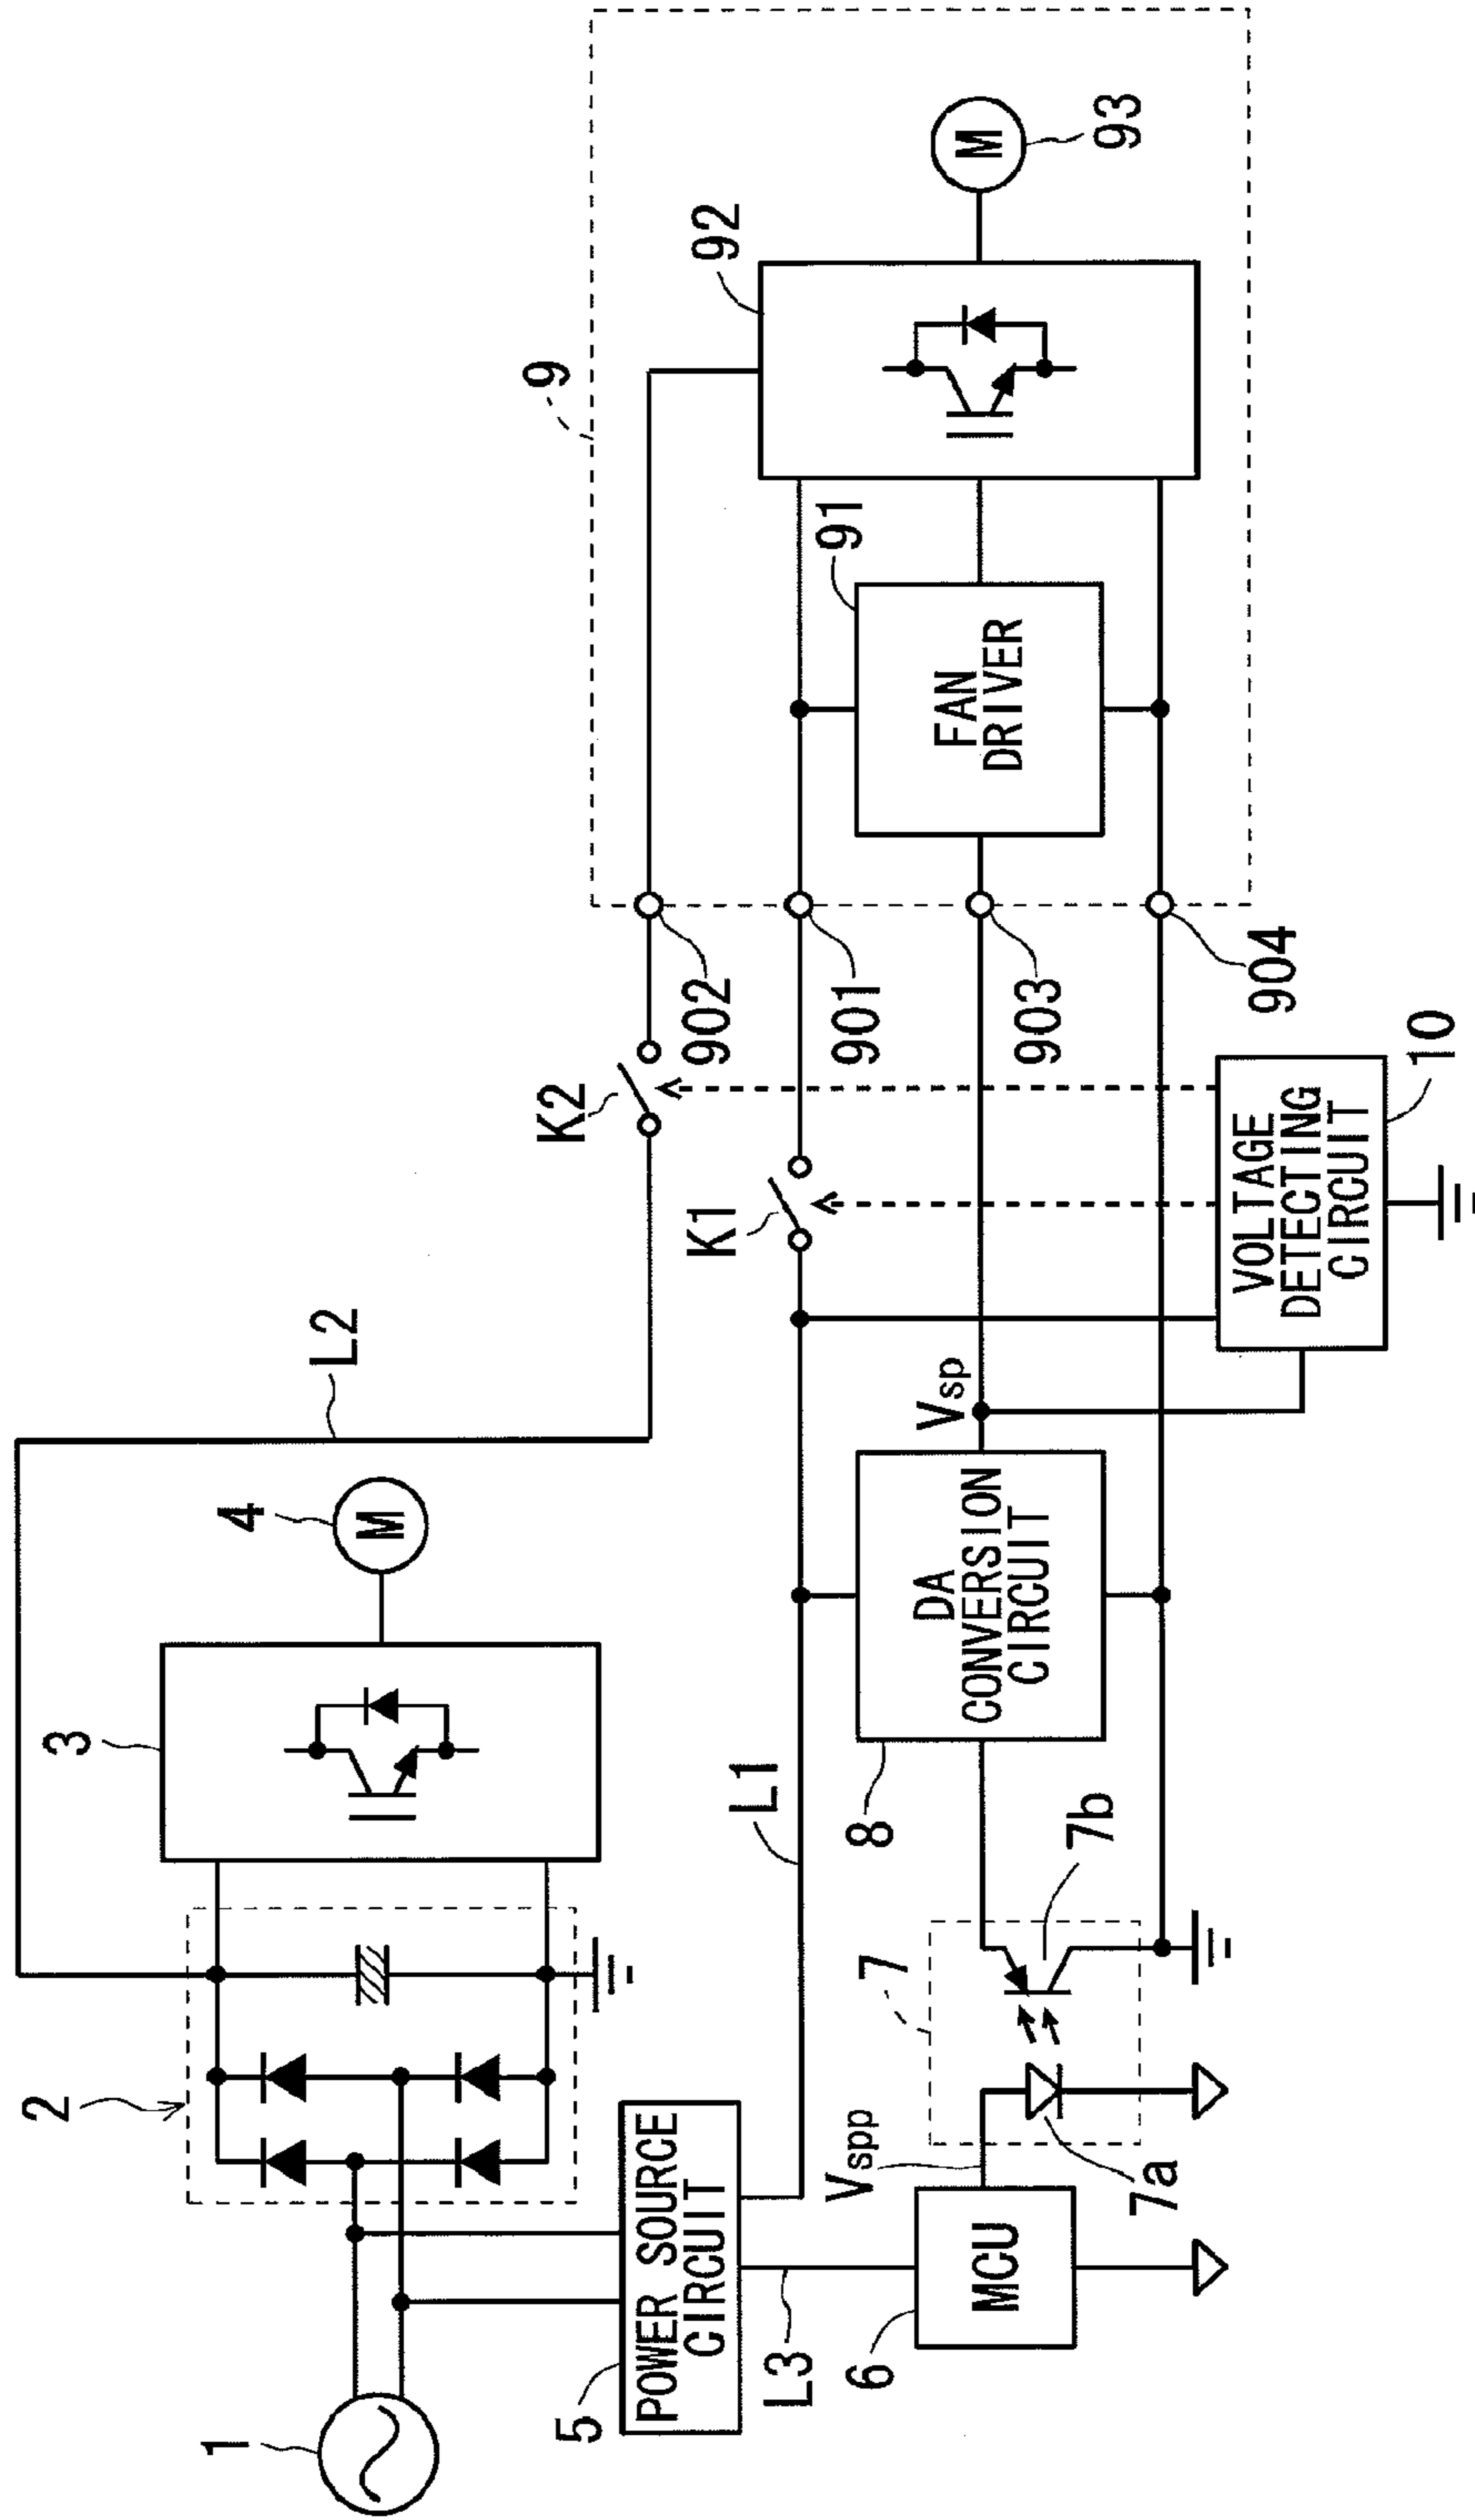 1
2
3
4
L2
K2
9
92
93
M
M
5
POWER SOURCE
CIRCUIT
L3
L1
K1
902
901
91
FAN
DRIVER
6
MCU
Vspp
7
7a
7b
8
DA
CONVERSION
CIRCUIT
Vsp
903
904
VOLTAGE
DETECTING
CIRCUIT
10